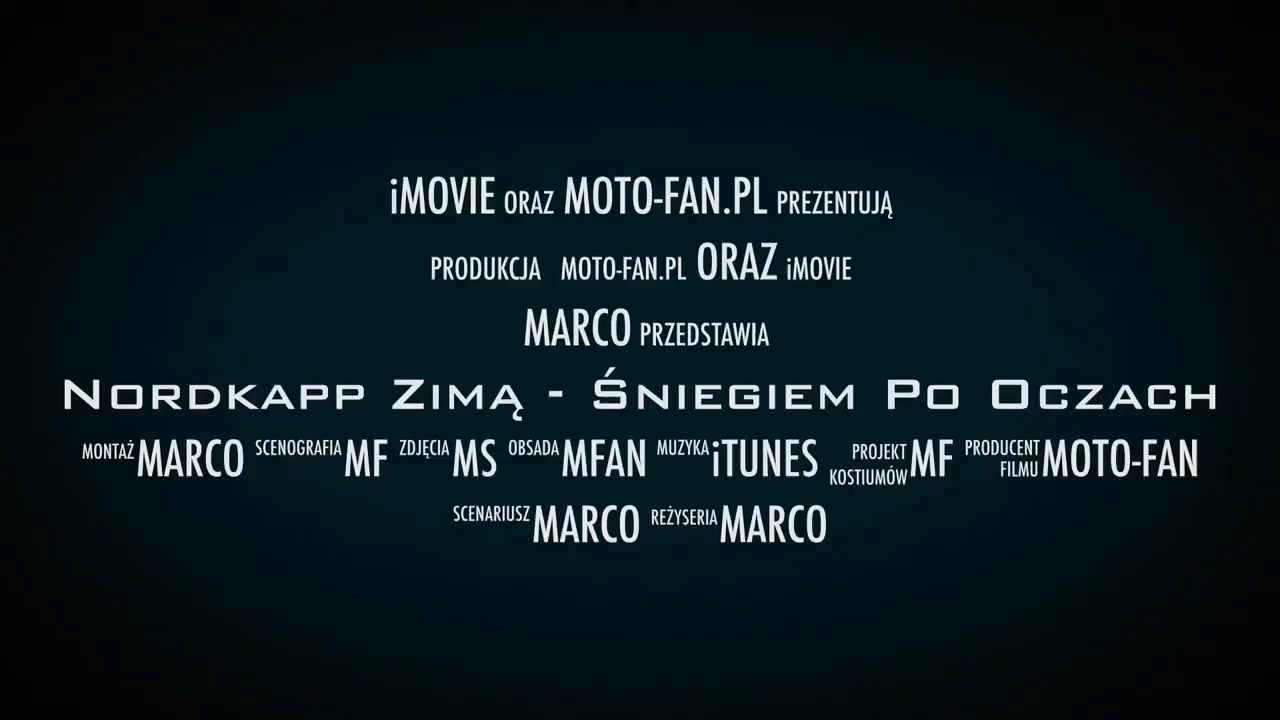 iMOVIE ORAZ MOTO-FAN.PL PREZENTUJĄ
PRODUKCJA MOTO-FAN.PL ORAZ iMOVIE
MARCO PRZEDSTAWIA
NORDKAPP ZIMĄ - ŚNIEGIEM PO OCZACH
MONTAŻ MARCO SCENOGRAFIA MF ZDJĘCIA MS OBSADA MFAN MUZYKA iTUNES PROJEKT KOSTIUMÓW MF PRODUCENT FILMU MOTO-FAN
SCENARIUSZ MARCO REŻYSERIA MARCO